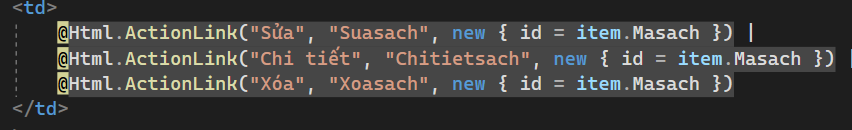 <td>
@Html.ActionLink("Sửa", "Suasach", new { id = item.Masach }) |
@Html.ActionLink("Chi tiết", "Chitietsach", new { id = item.Masach }) |
@Html.ActionLink("Xóa", "Xoasach", new { id = item.Masach })
</td>